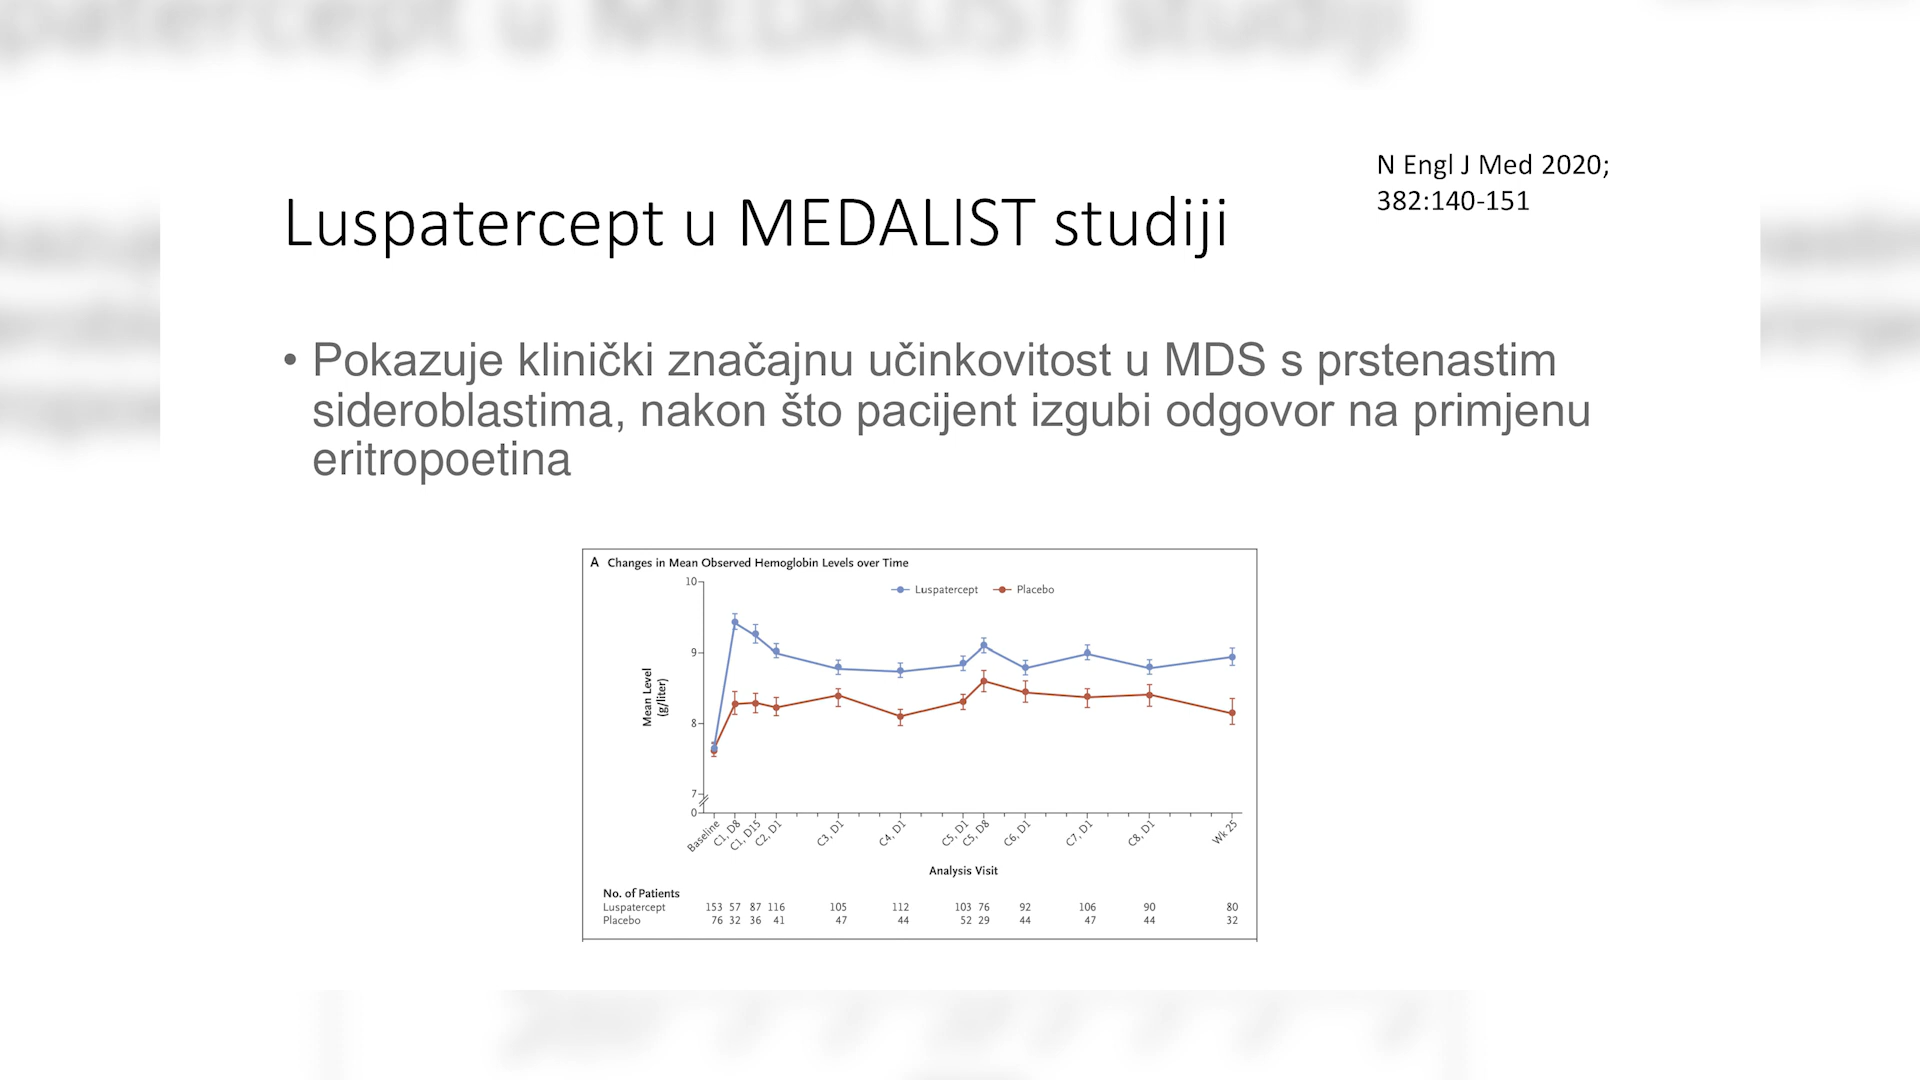 N Engl J Med 2020;
382:140-151
Luspatercept u MEDALIST studiji
• Pokazuje klinički značajnu učinkovitost u MDS s prstenastim
sideroblastima, nakon što pacijent izgubi odgovor na primjenu
eritropoetina
A Changes in Mean Observed Hemoglobin Levels over Time
Luspatercept Placebo
Mean Level
(g/liter)
10
9
8
7
0
Baseline C1, D8 C1, D15 C2, D1 C3, D1 C4, D1 C5, D1 C5, D8 C6, D1 C7, D1 C8, D1 Wk 25
Analysis Visit
No. of Patients
Luspatercept 153 57 87 116 105 112 103 76 92 106 90 80
Placebo 76 32 36 41 47 44 52 29 44 47 44 32